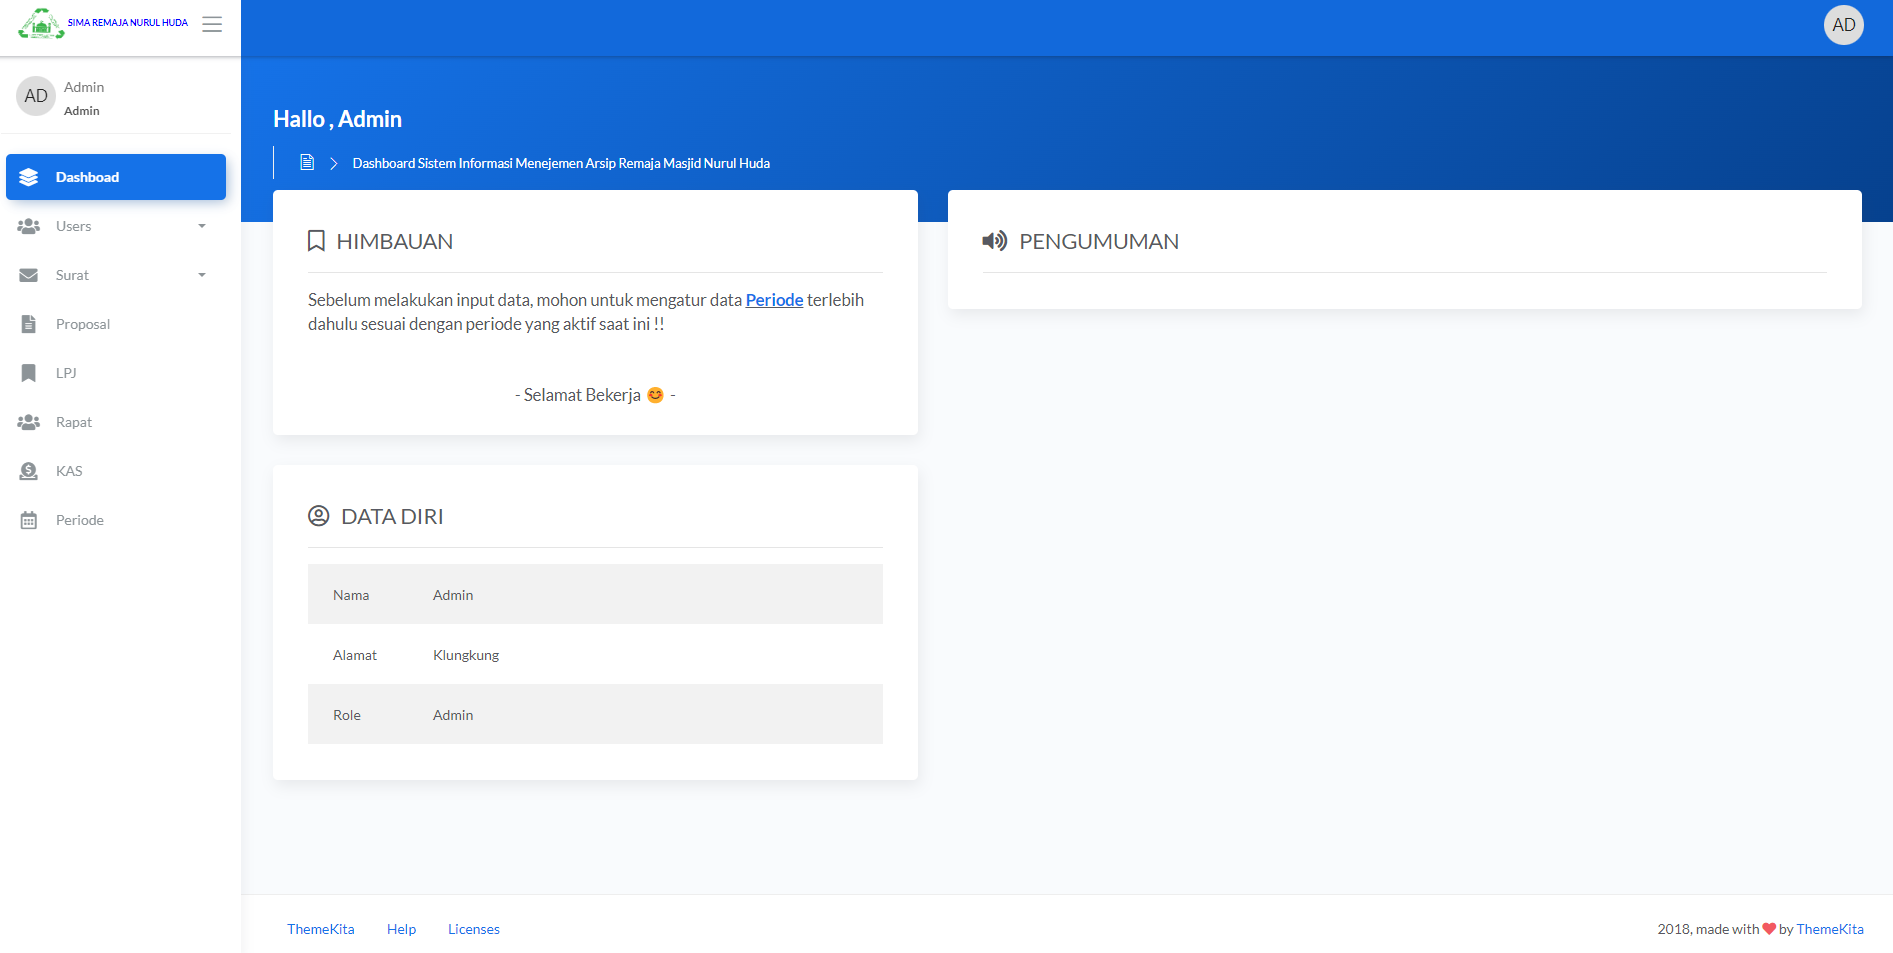 SIMA REMAJA NURUL HUDA
AD
AD
Admin
Admin
Dashboad
Users
Surat
Proposal
LPJ
Rapat
KAS
Periode
Hallo , Admin
Dashboard Sistem Informasi Menejemen Arsip Remaja Masjid Nurul Huda
HIMBAUAN
Sebelum melakukan input data, mohon untuk mengatur data Periode terlebih
dahulu sesuai dengan periode yang aktif saat ini !!
- Selamat Bekerja 😊 -
PENGUMUMAN
DATA DIRI
Nama Admin
Alamat Klungkung
Role Admin
ThemeKita Help Licenses
2018, made with ❤ by ThemeKita